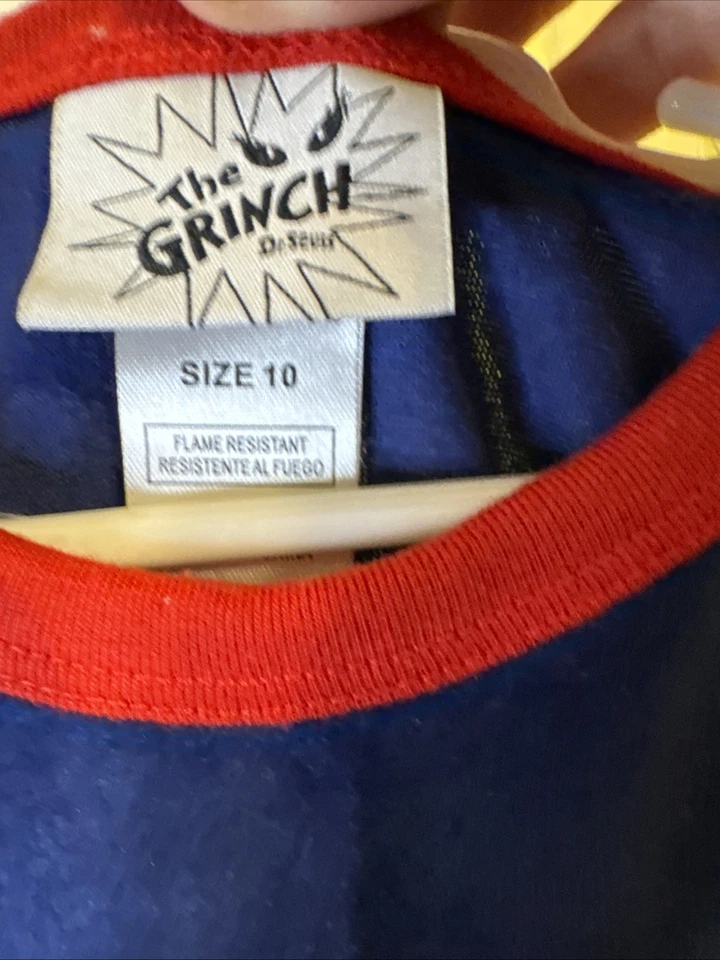 The
GRINCH
Dr. Seuss'
SIZE 10
FLAME RESISTANT
RESISTENTE AL FUEGO